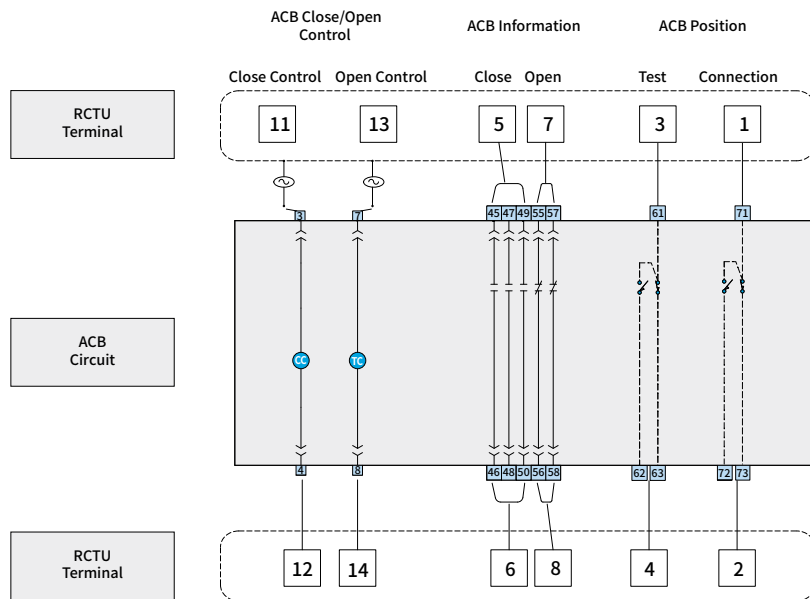 ACB Close/Open
Control
ACB Information
ACB Position
Close Control
Open Control
Close
Open
Test
Connection
RCTU
Terminal
11
13
5
7
3
1
3
7
45
47
49
55
57
61
71
ACB
Circuit
CC
TC
4
8
46
48
50
56
58
62
63
72
73
RCTU
Terminal
12
14
6
8
4
2